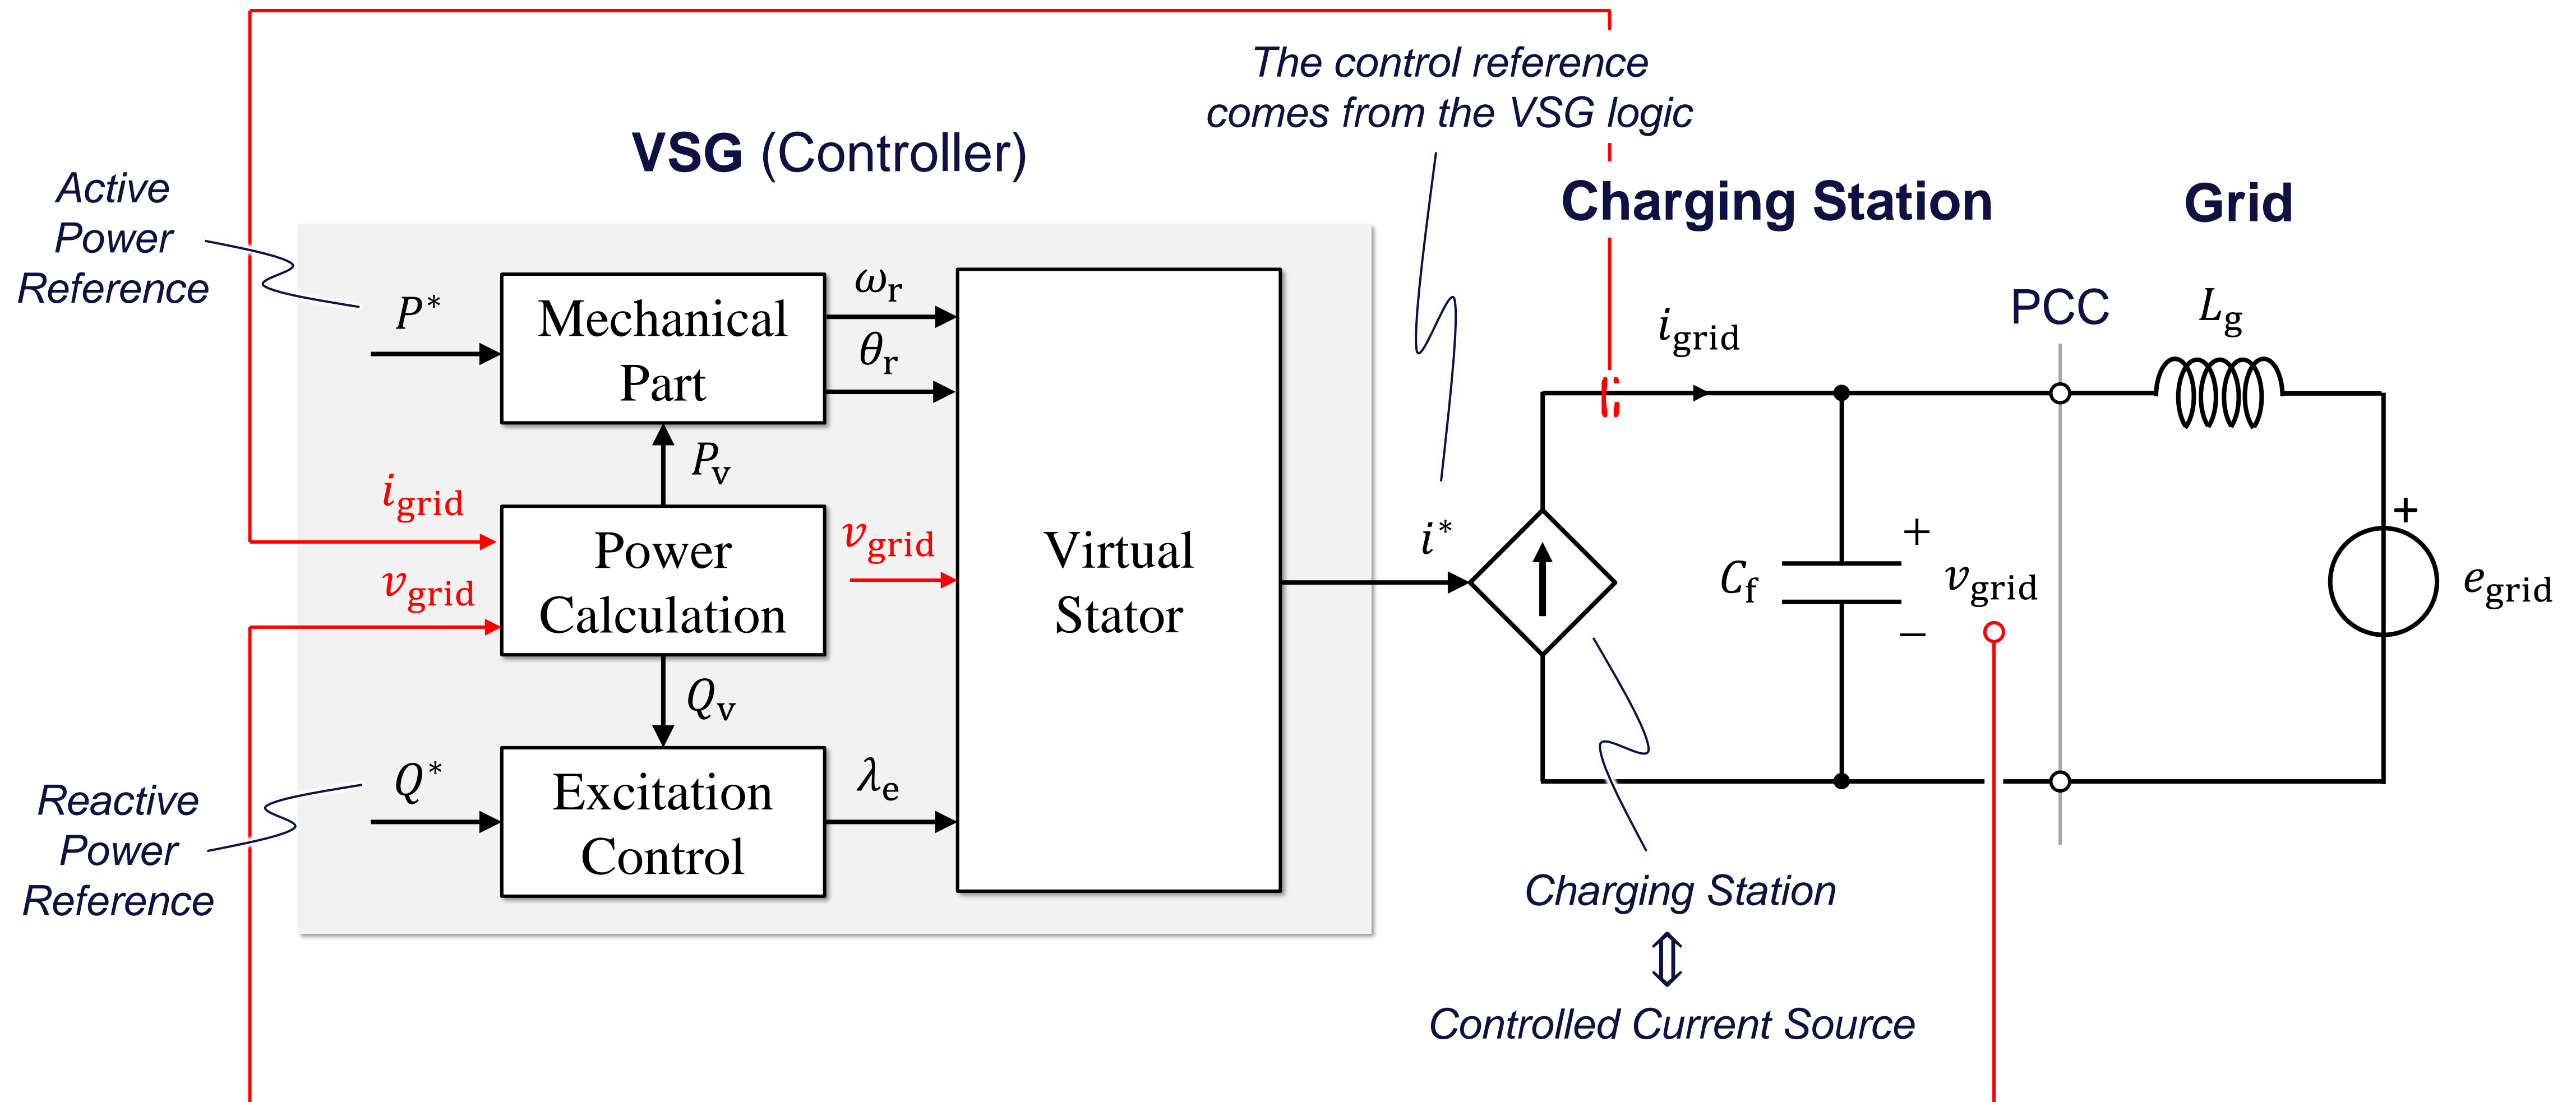 The control reference
comes from the VSG logic
VSG (Controller)
Active
Power
Reference
Charging Station
Grid
P*
Mechanical
Part
ωr
θr
igrid
PCC
Lg
Pv
igrid
vgrid
Power
Calculation
vgrid
Virtual
Stator
i*
Cf
+
−
vgrid
+
egrid
Qv
Reactive
Power
Reference
Q*
Excitation
Control
λe
Charging Station
⇕
Controlled Current Source